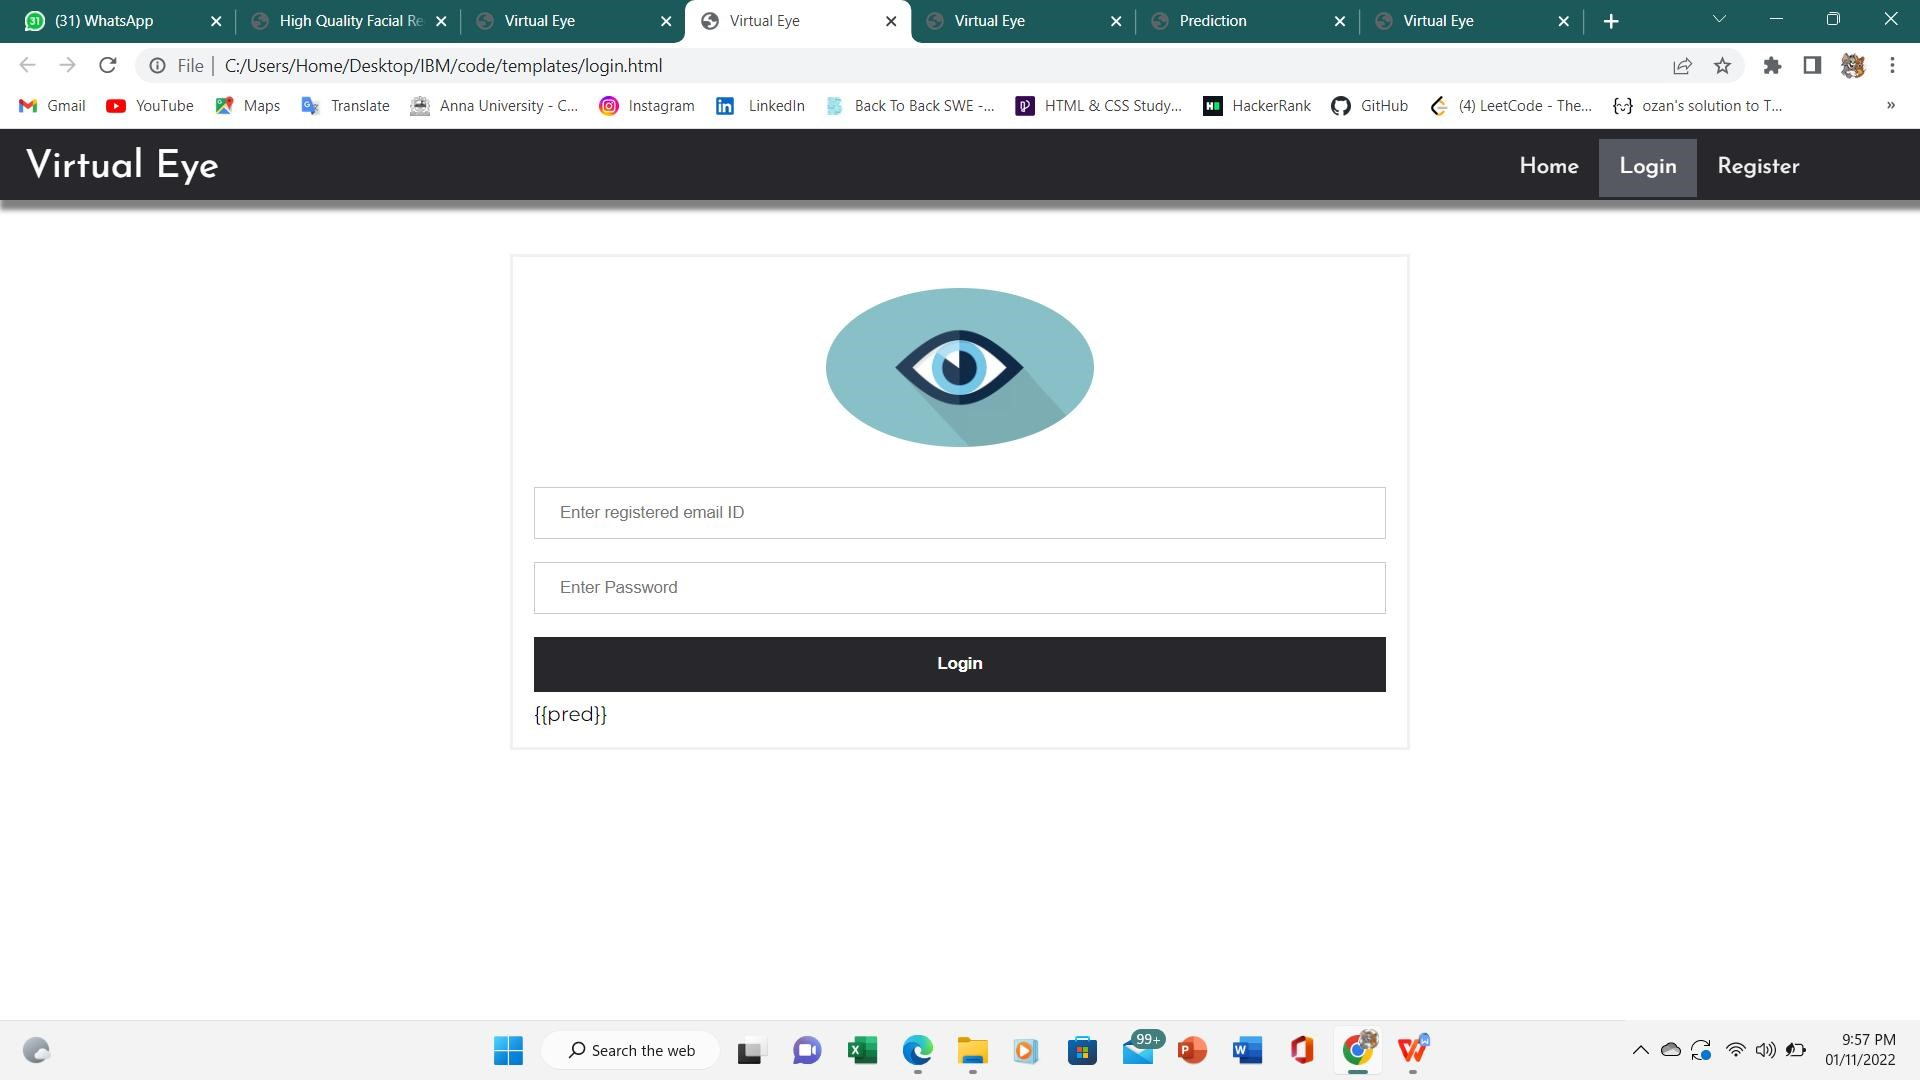 31 (31) WhatsApp
High Quality Facial Re
Virtual Eye
Virtual Eye
Virtual Eye
Prediction
Virtual Eye
File | C:/Users/Home/Desktop/IBM/code/templates/login.html
Gmail YouTube Maps Translate Anna University - C... Instagram LinkedIn Back To Back SWE -... HTML & CSS Study... HackerRank GitHub (4) LeetCode - The... ozan's solution to T... »
Virtual Eye
Home Login Register
Enter registered email ID
Enter Password
Login
{{pred}}
Search the web
99+
9:57 PM
01/11/2022